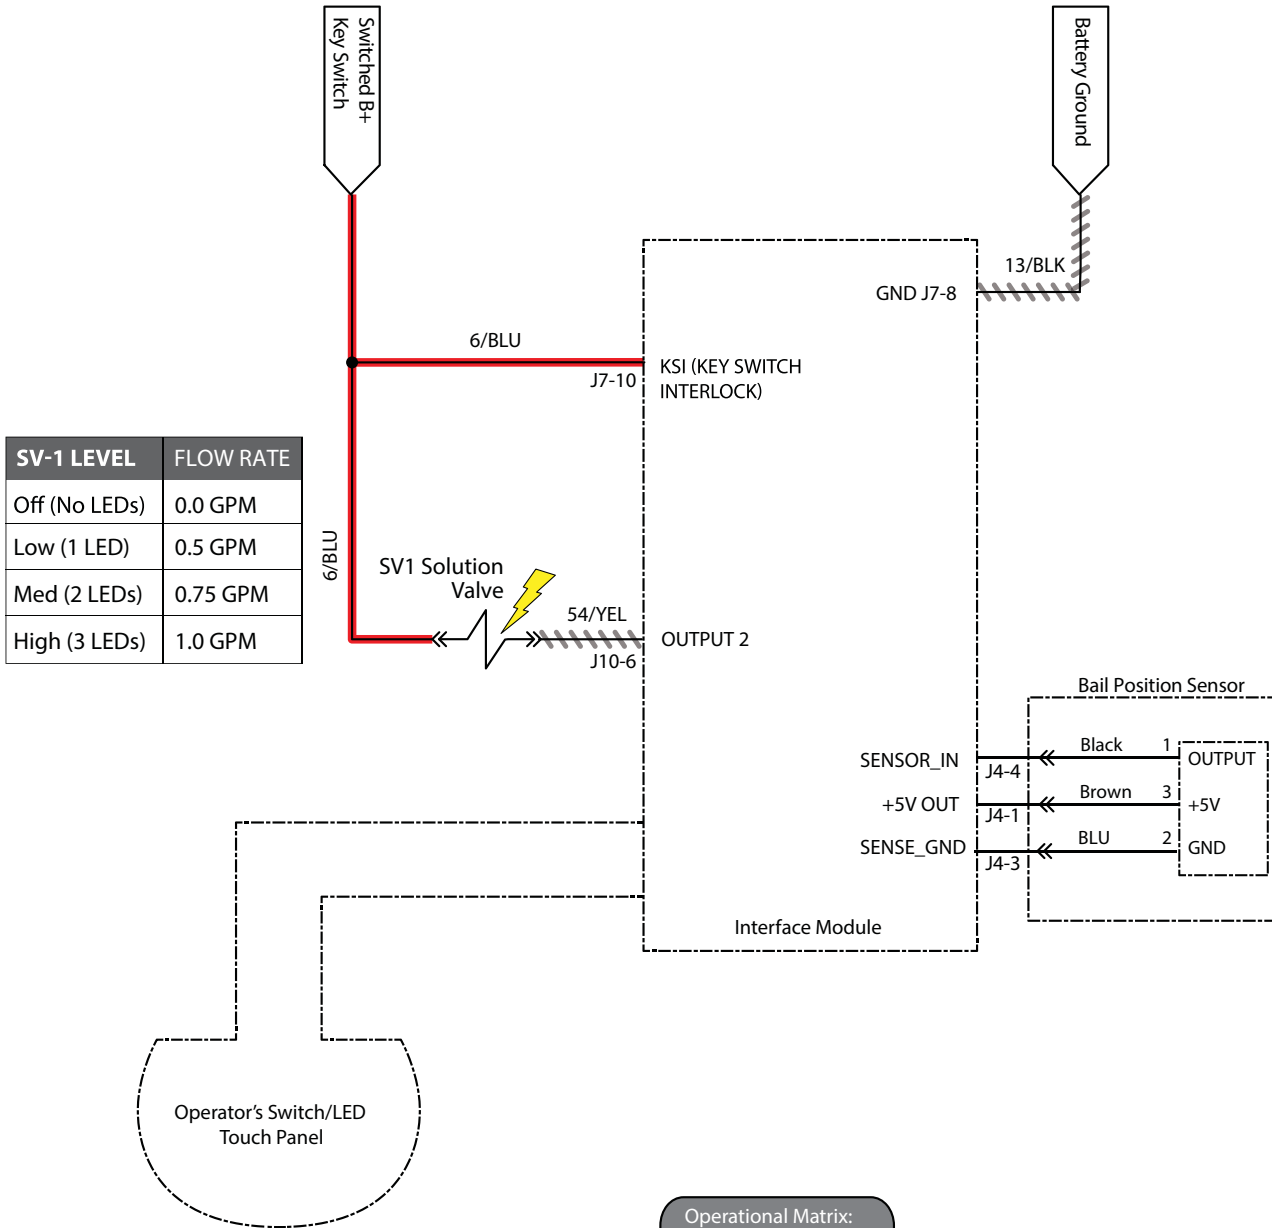 Switched B+
Key Switch
Battery Ground
13/BLK
GND J7-8
6/BLU
J7-10
KSI (KEY SWITCH
INTERLOCK)
SV-1 LEVEL FLOW RATE
Off (No LEDs) 0.0 GPM
Low (1 LED) 0.5 GPM
Med (2 LEDs) 0.75 GPM
High (3 LEDs) 1.0 GPM
6/BLU
SV1 Solution
Valve
54/YEL
J10-6
OUTPUT 2
Bail Position Sensor
SENSOR_IN J4-4 Black 1 OUTPUT
+5V OUT J4-1 Brown 3 +5V
SENSE_GND J4-3 BLU 2 GND
Interface Module
Operator's Switch/LED
Touch Panel
Operational Matrix: